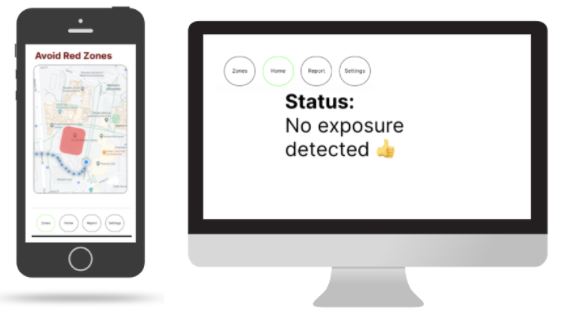 Avoid Red Zones
Zones Home Report Settings
Zones Home Report Settings
Status:
No exposure
detected 👍